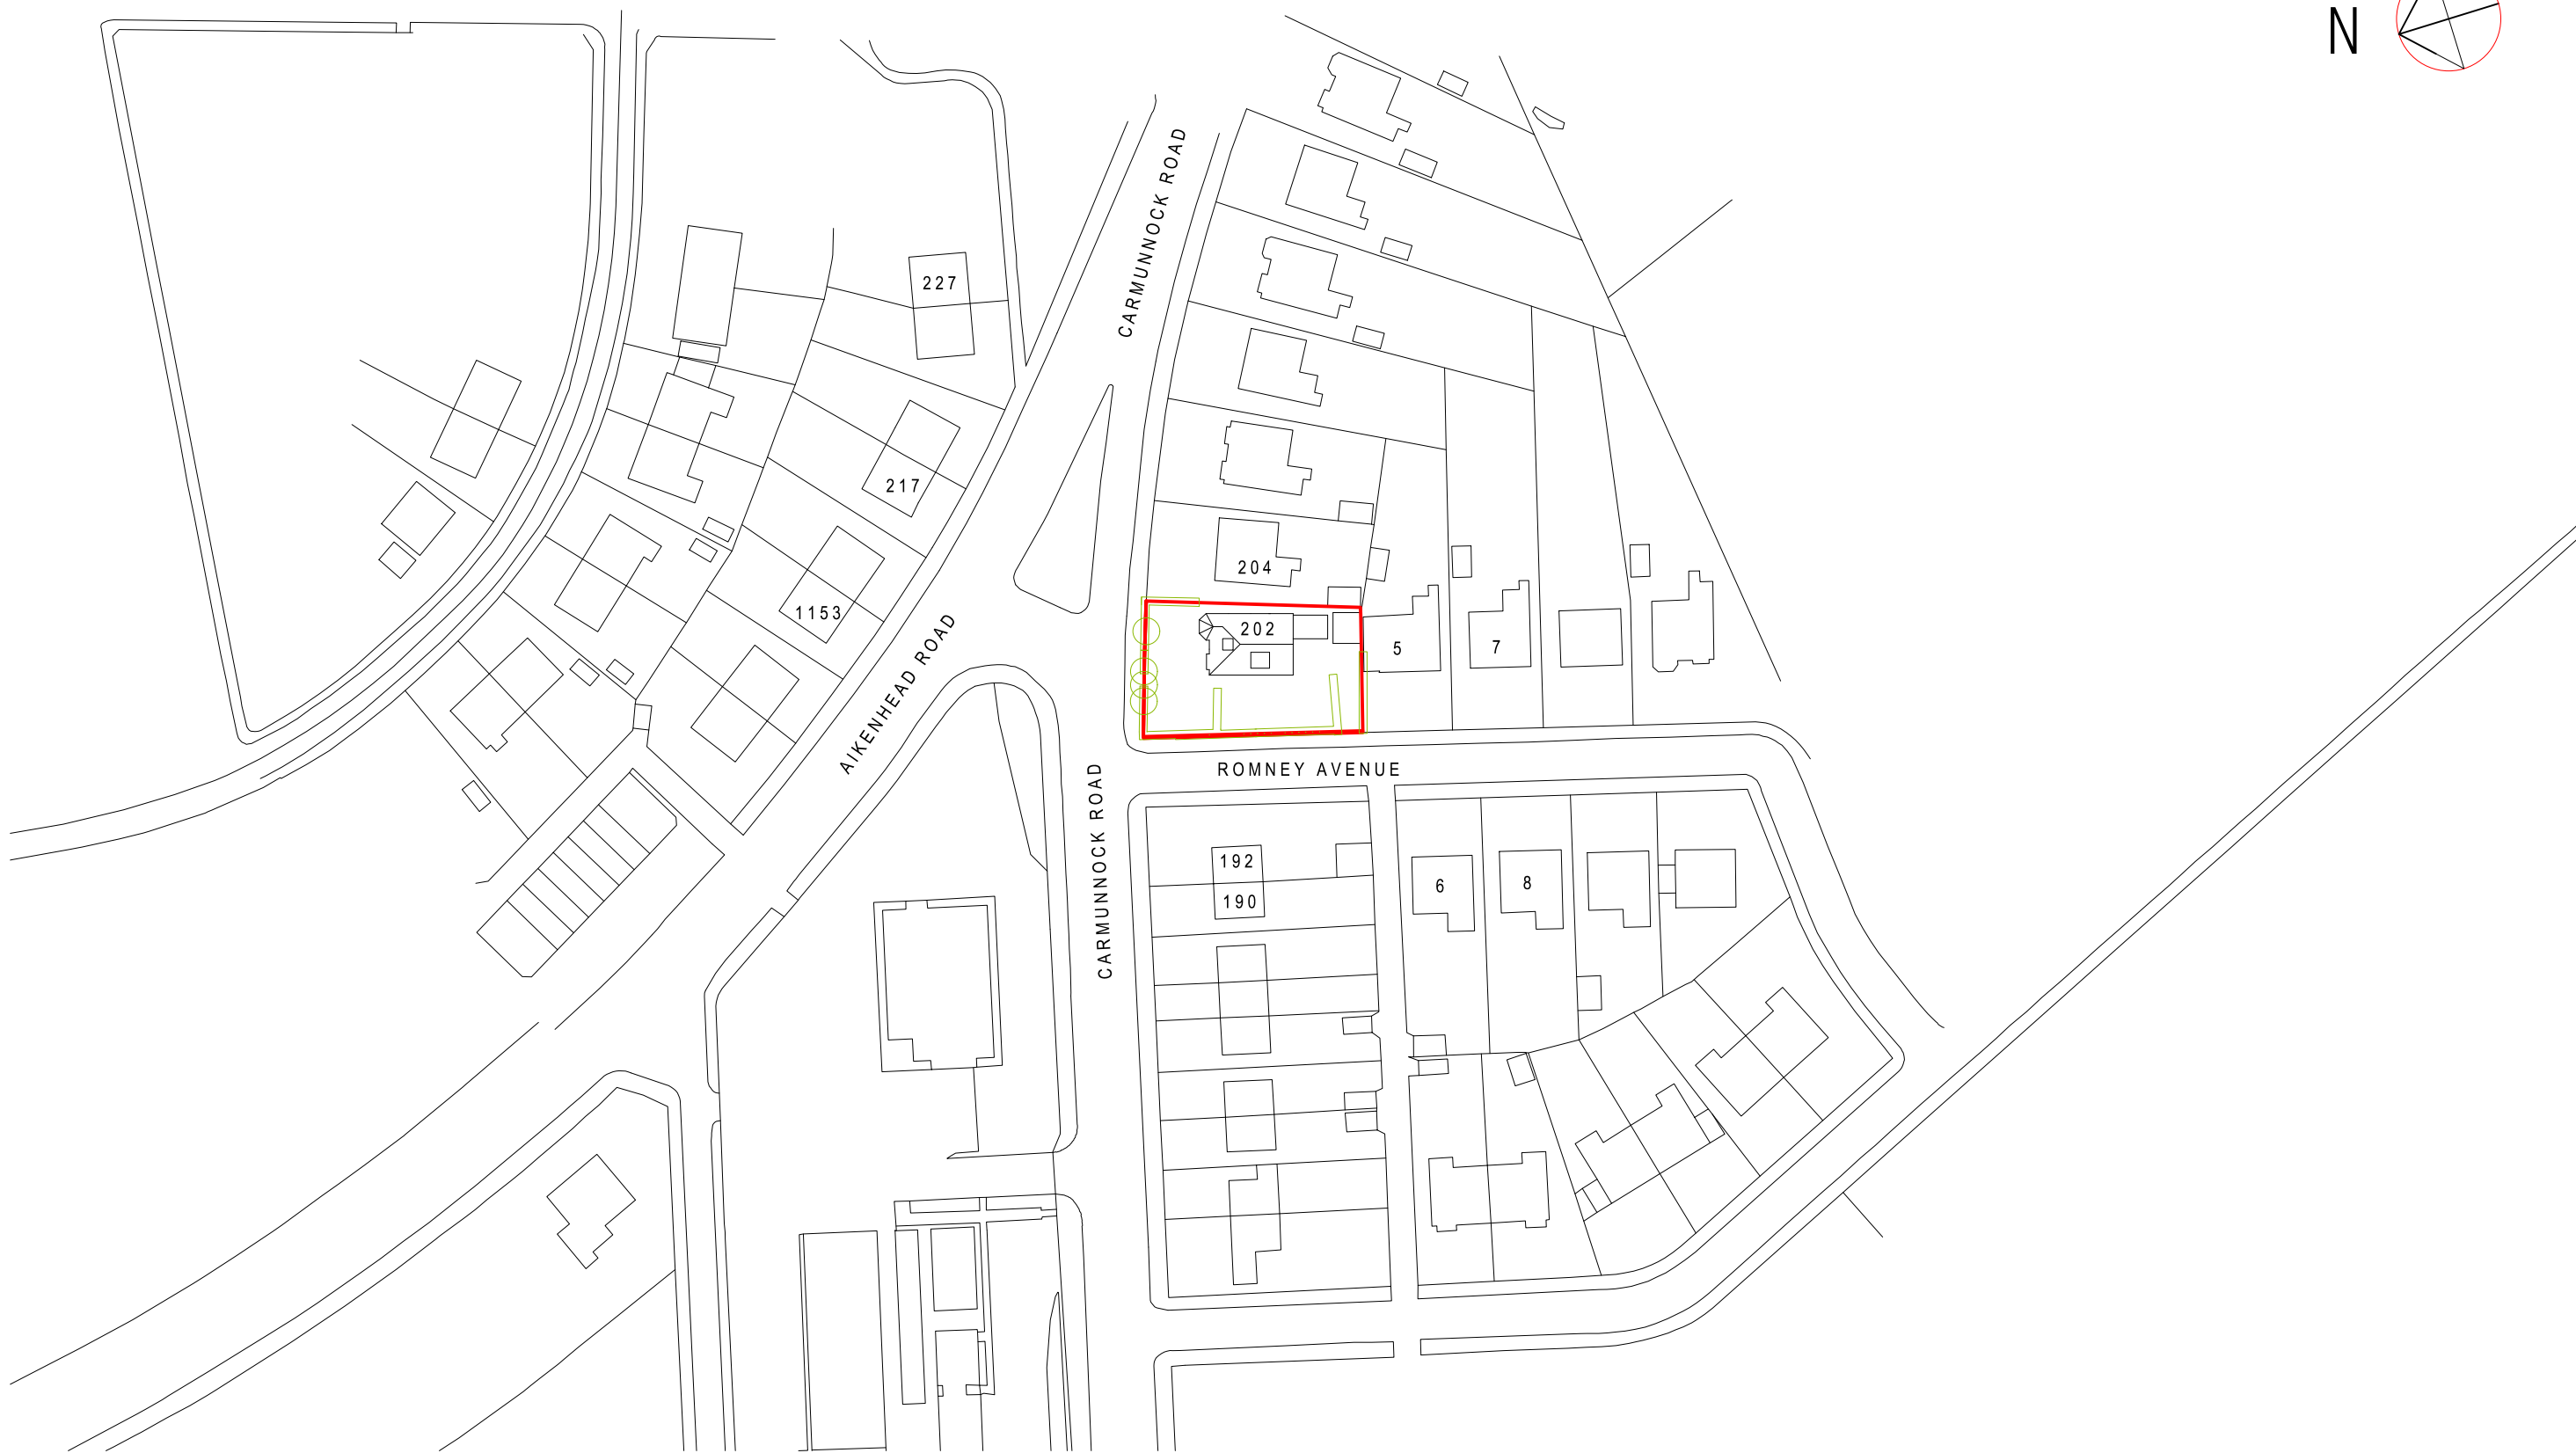 N
CARMUNNOCK ROAD
227
217
204
1153
202
5
7
AIKENHEAD ROAD
ROMNEY AVENUE
CARMUNNOCK ROAD
192
6
8
190